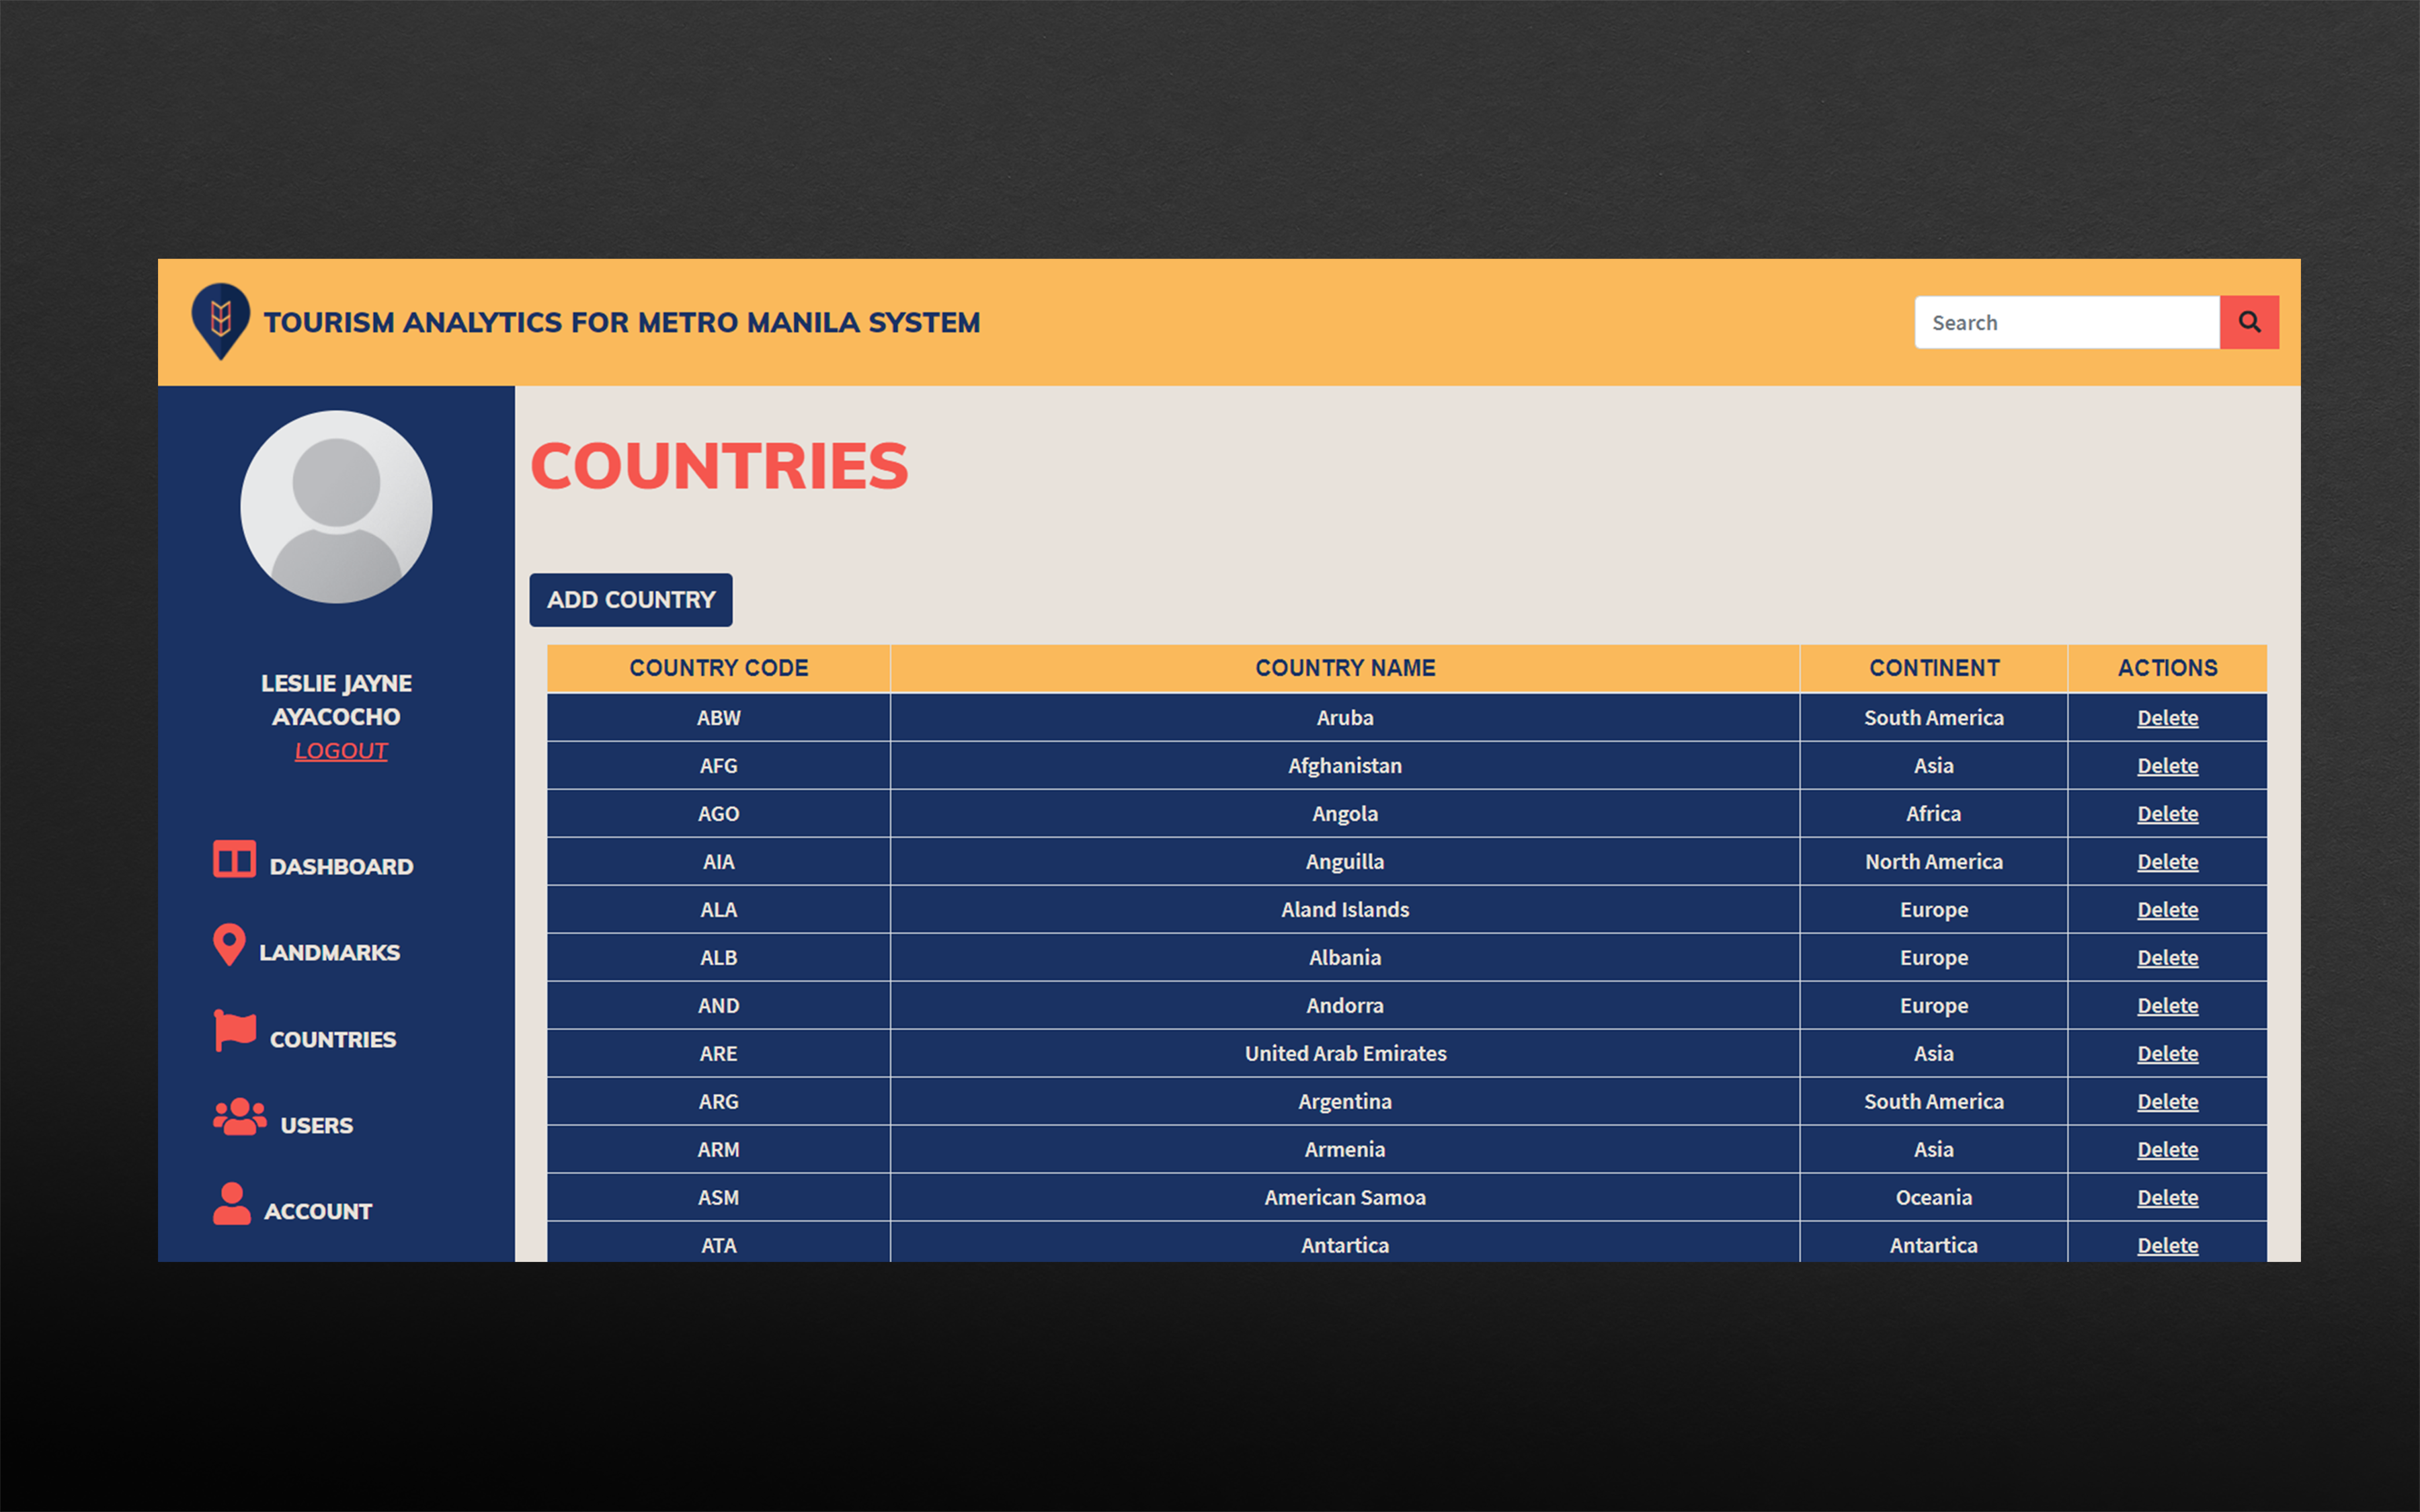 TOURISM ANALYTICS FOR METRO MANILA SYSTEM
Search
LESLIE JAYNE
AYACOCHO
LOGOUT
DASHBOARD
LANDMARKS
COUNTRIES
USERS
ACCOUNT
COUNTRIES
ADD COUNTRY
COUNTRY CODE COUNTRY NAME CONTINENT ACTIONS
ABW Aruba South America Delete
AFG Afghanistan Asia Delete
AGO Angola Africa Delete
AIA Anguilla North America Delete
ALA Aland Islands Europe Delete
ALB Albania Europe Delete
AND Andorra Europe Delete
ARE United Arab Emirates Asia Delete
ARG Argentina South America Delete
ARM Armenia Asia Delete
ASM American Samoa Oceania Delete
ATA Antartica Antartica Delete